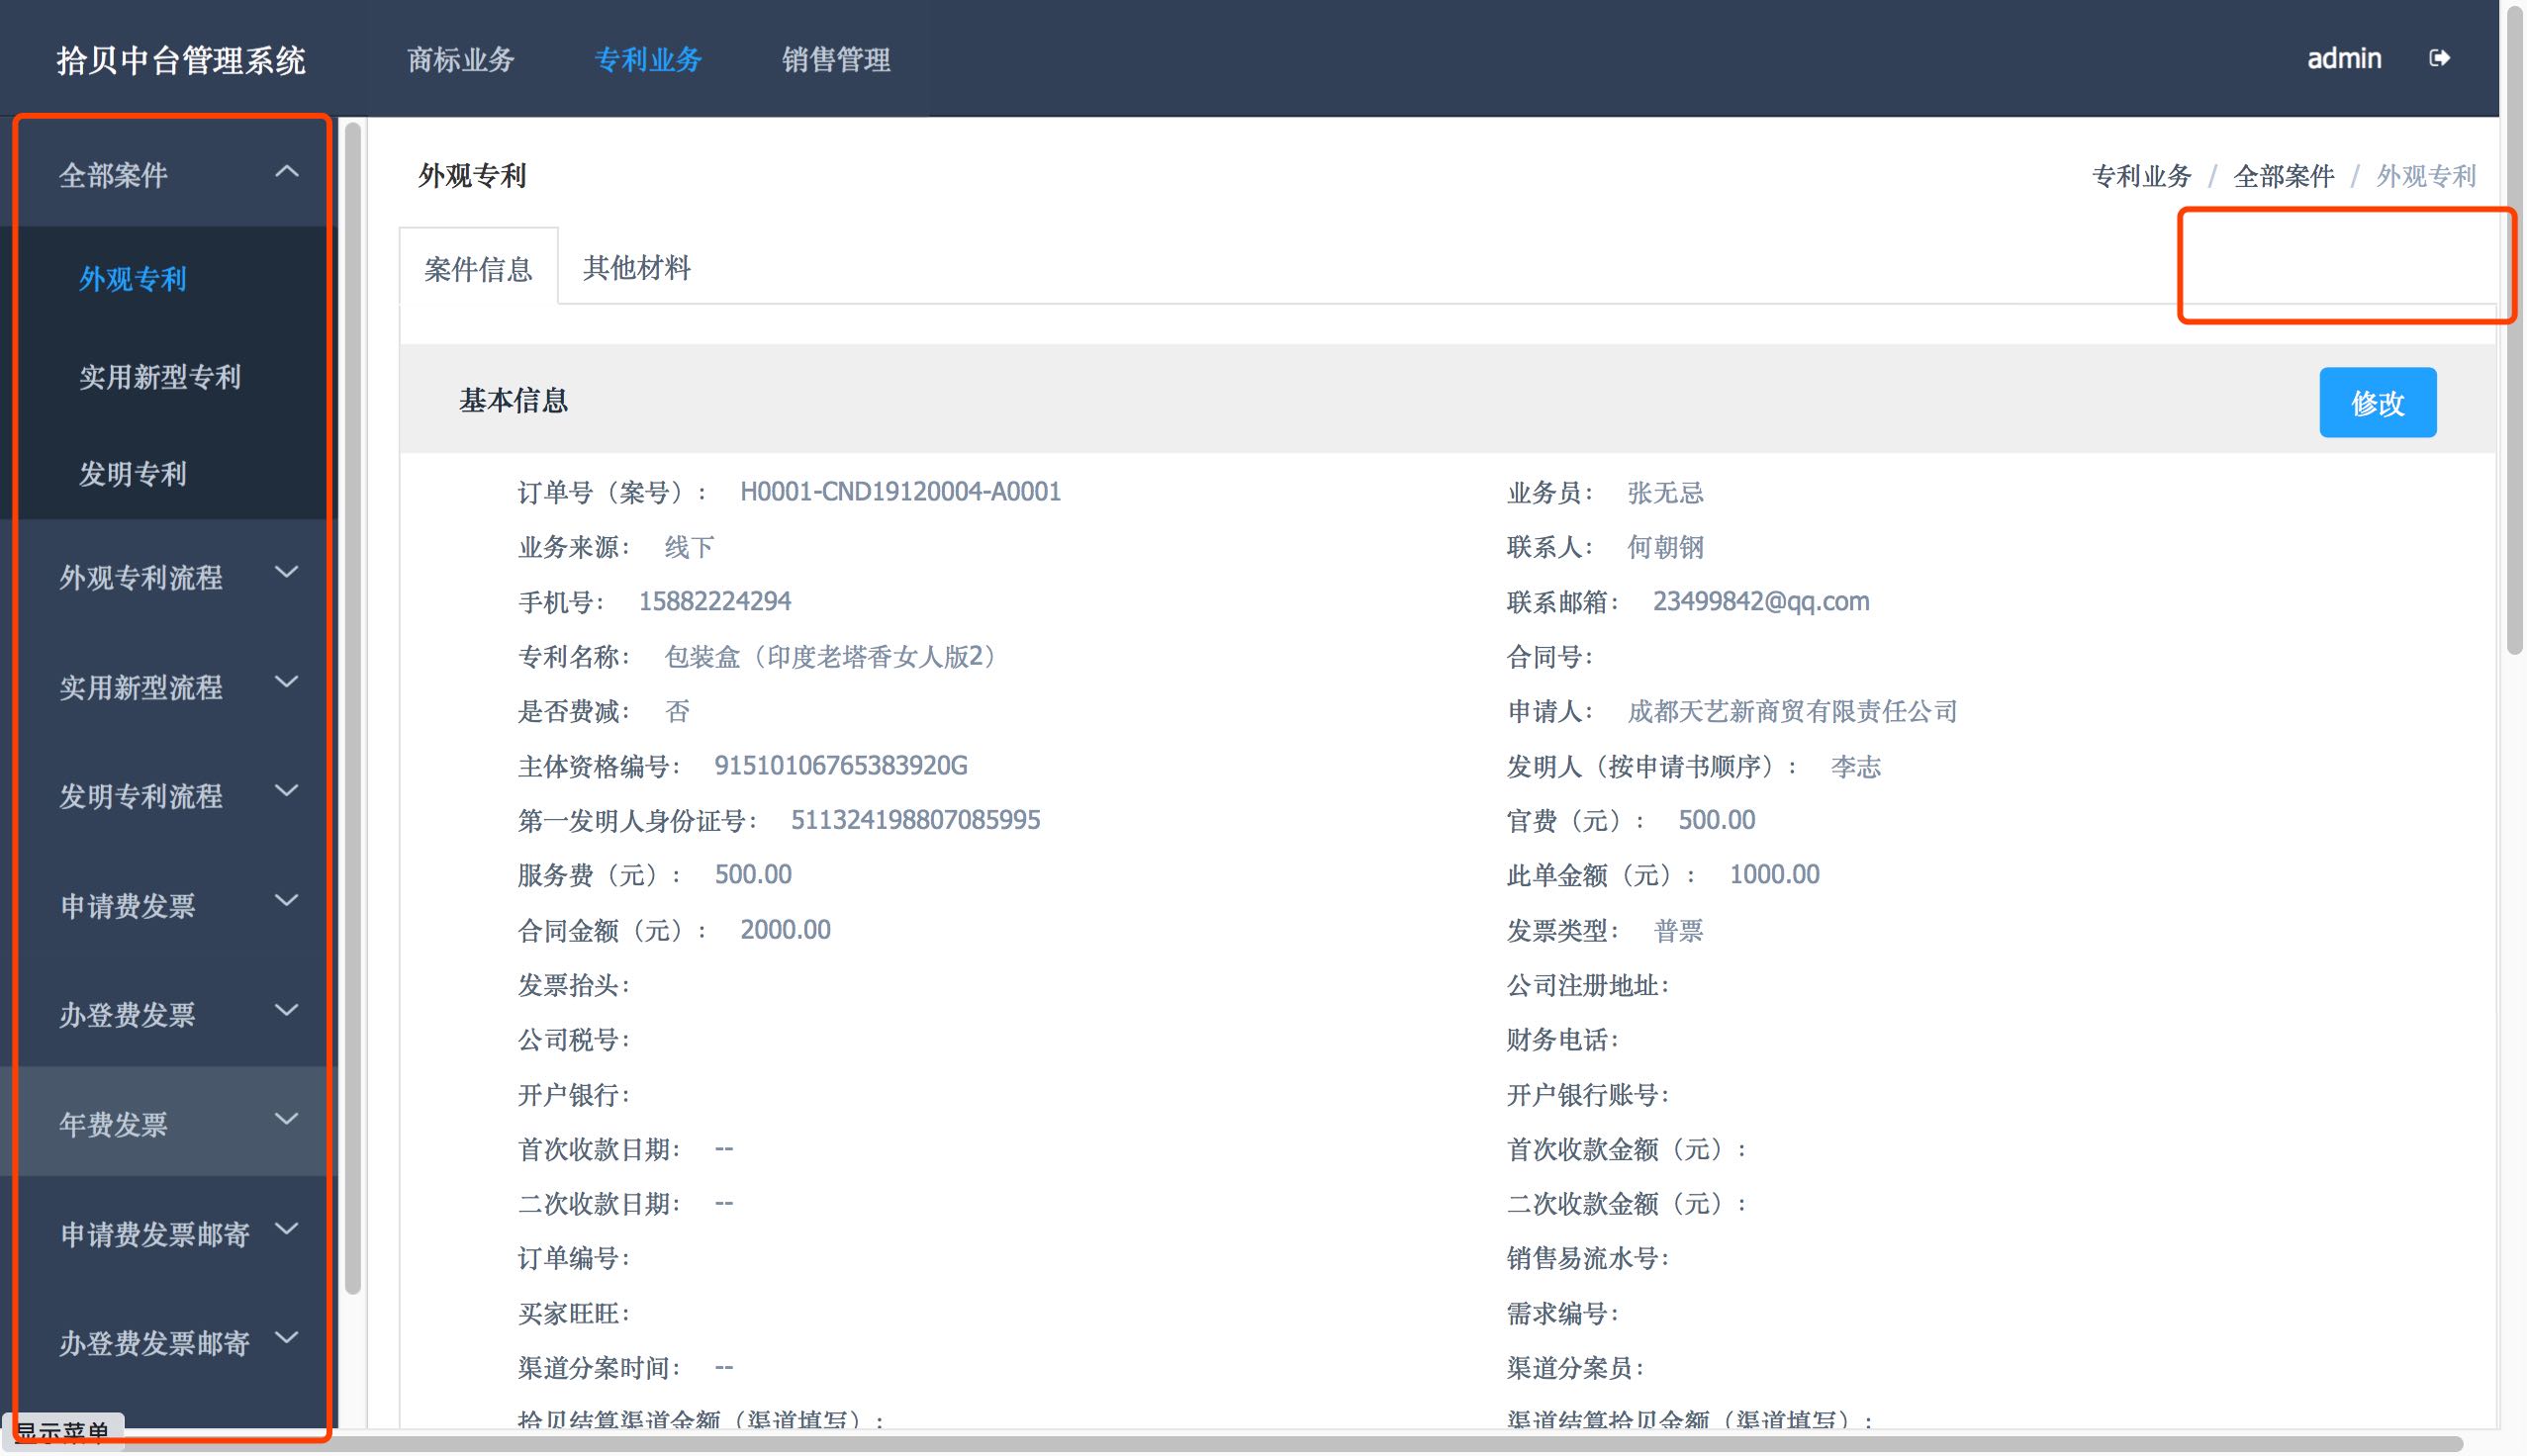 拾贝中台管理系统 商标业务 专利业务 销售管理 admin
全部案件
外观专利
实用新型专利
发明专利
外观专利流程
实用新型流程
发明专利流程
申请费发票
办登费发票
年费发票
申请费发票邮寄
办登费发票邮寄
显示菜单
外观专利 专利业务 / 全部案件 / 外观专利
案件信息 其他材料
基本信息 修改
订单号（案号）： H0001-CND19120004-A0001 业务员： 张无忌
业务来源： 线下 联系人： 何朝钢
手机号： 15882224294 联系邮箱： 23499842@qq.com
专利名称： 包装盒（印度老塔香女人版2） 合同号：
是否费减： 否 申请人： 成都天艺新商贸有限责任公司
主体资格编号： 91510106765383920G 发明人（按申请书顺序）： 李志
第一发明人身份证号： 511324198807085995 官费（元）： 500.00
服务费（元）： 500.00 此单金额（元）： 1000.00
合同金额（元）： 2000.00 发票类型： 普票
发票抬头： 公司注册地址：
公司税号： 财务电话：
开户银行： 开户银行账号：
首次收款日期： -- 首次收款金额（元）：
二次收款日期： -- 二次收款金额（元）：
订单编号： 销售易流水号：
买家旺旺： 需求编号：
渠道分案时间： -- 渠道分案员：
拾贝结算渠道金额（渠道填写）： 渠道结算拾贝金额（渠道填写）：